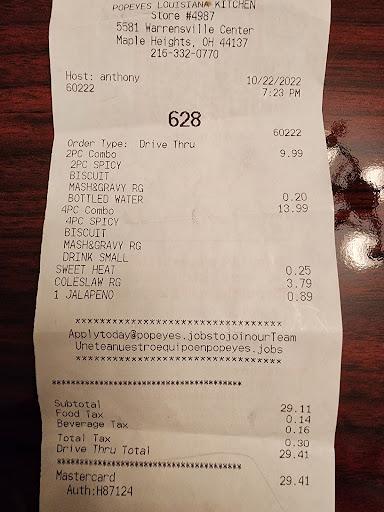 POPEYES LOUISIANA KITCHEN
Store #4987
5581 Warrensville Center
Maple Heights, OH 44137
216-332-0770
Host: anthony 10/22/2022
60222 7:23 PM
628
60222
Order Type: Drive Thru
2PC Combo 9.99
2PC SPICY
BISCUIT
MASH&GRAVY RG
BOTTLED WATER 0.20
4PC Combo 13.99
4PC SPICY
BISCUIT
MASH&GRAVY RG
DRINK SMALL
SWEET HEAT 0.25
COLESLAW RG 3.79
1 JALAPENO 0.89
********************************
Applytoday@popeyes.jobstojoinourTeam
Uneteanuestroequipoenpopeyes.jobs
********************************
********************************
Subtotal 29.11
Food Tax 0.14
Beverage Tax 0.16
Total Tax 0.30
Drive Thru Total 29.41
********************************
Mastercard 29.41
Auth:H87124